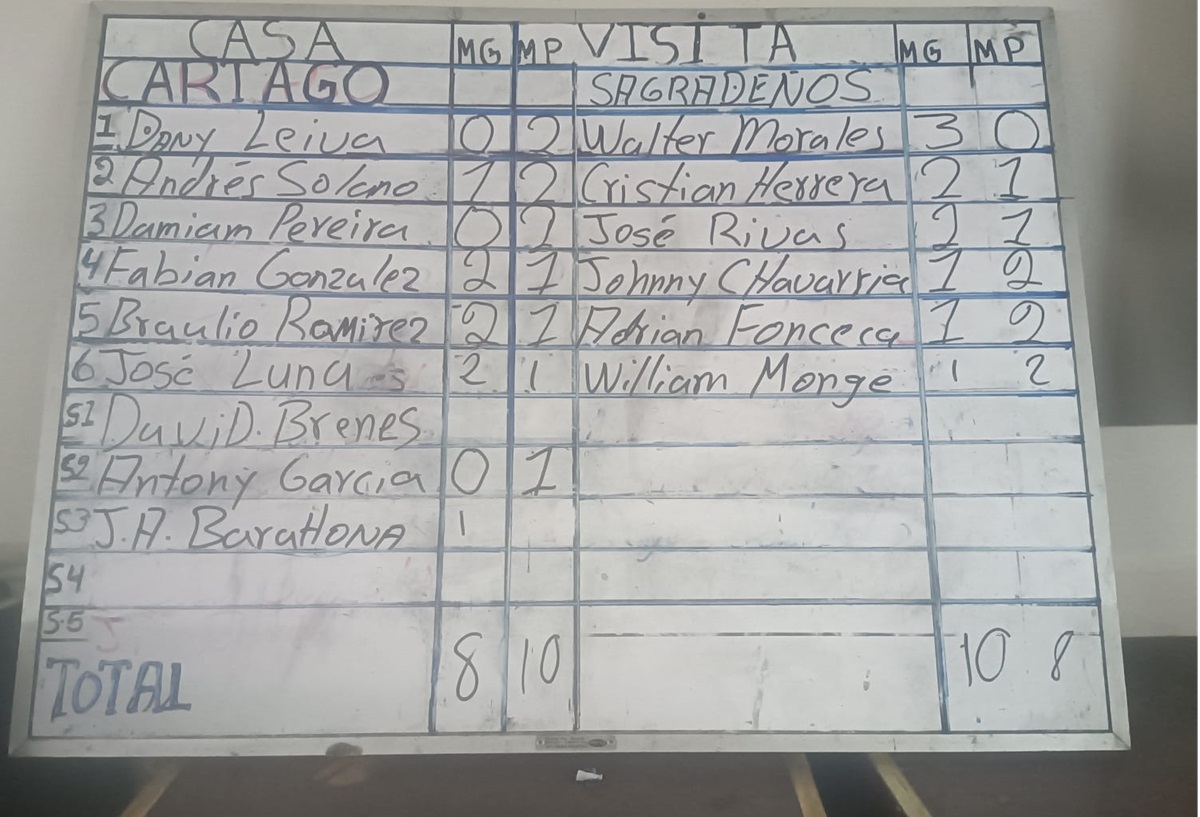 CASA MG MP VISITA MG MP
CARTAGO SAGRADEÑOS
1 DANY Leiva 0 2 Walter Morales 3 0
2 Andrés Solano 1 2 Cristian Herrera 2 1
3 Damiam Pereira 0 2 José Rivas 2 1
4 Fabian Gonzalez 2 1 Johnny CHavarria 1 2
5 Braulio Ramirez 2 1 Adrian Fonceca 1 2
6 José Luna s 2 1 William Monge 1 2
S1 DaviD. Brenes
S2 Antony Garcia 0 1
S3 J.A. BaraHONA 1
S4
S5 J
TOTAL 8 10 10 8